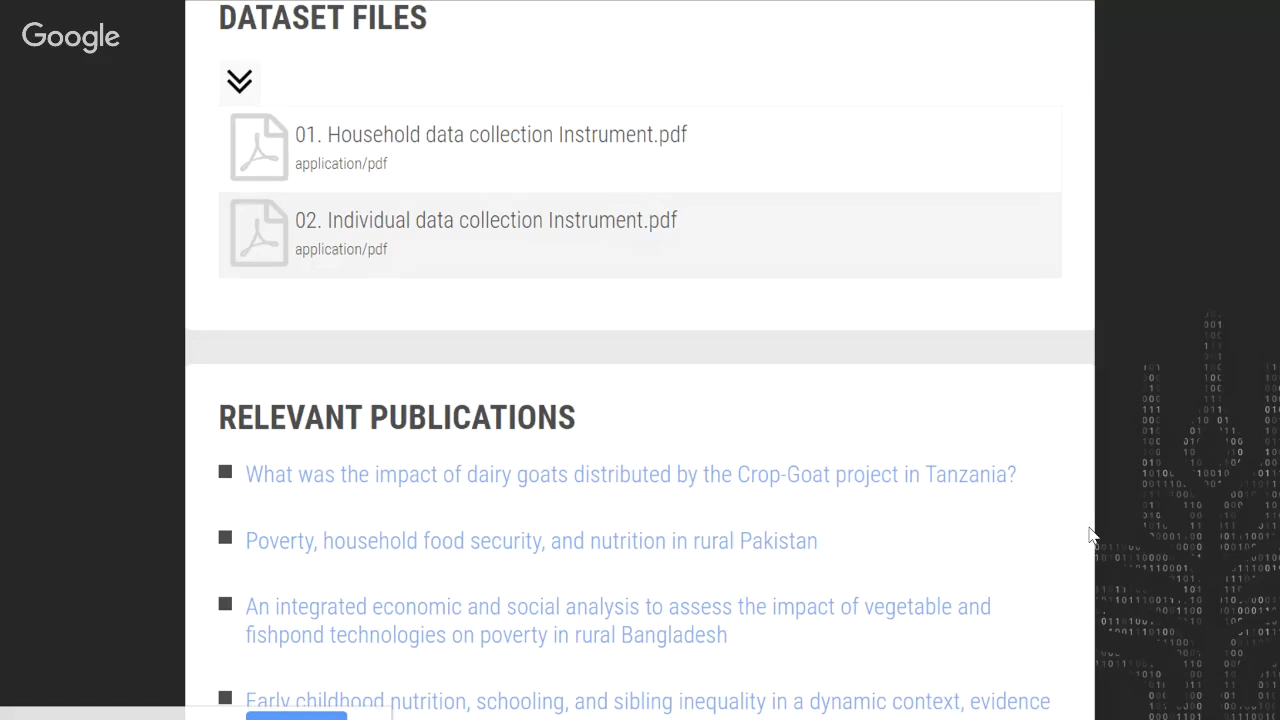 Google
DATASET FILES
01. Household data collection Instrument.pdf
application/pdf
02. Individual data collection Instrument.pdf
application/pdf
RELEVANT PUBLICATIONS
What was the impact of dairy goats distributed by the Crop-Goat project in Tanzania?
Poverty, household food security, and nutrition in rural Pakistan
An integrated economic and social analysis to assess the impact of vegetable and
fishpond technologies on poverty in rural Bangladesh
Early childhood nutrition, schooling, and sibling inequality in a dynamic context, evidence